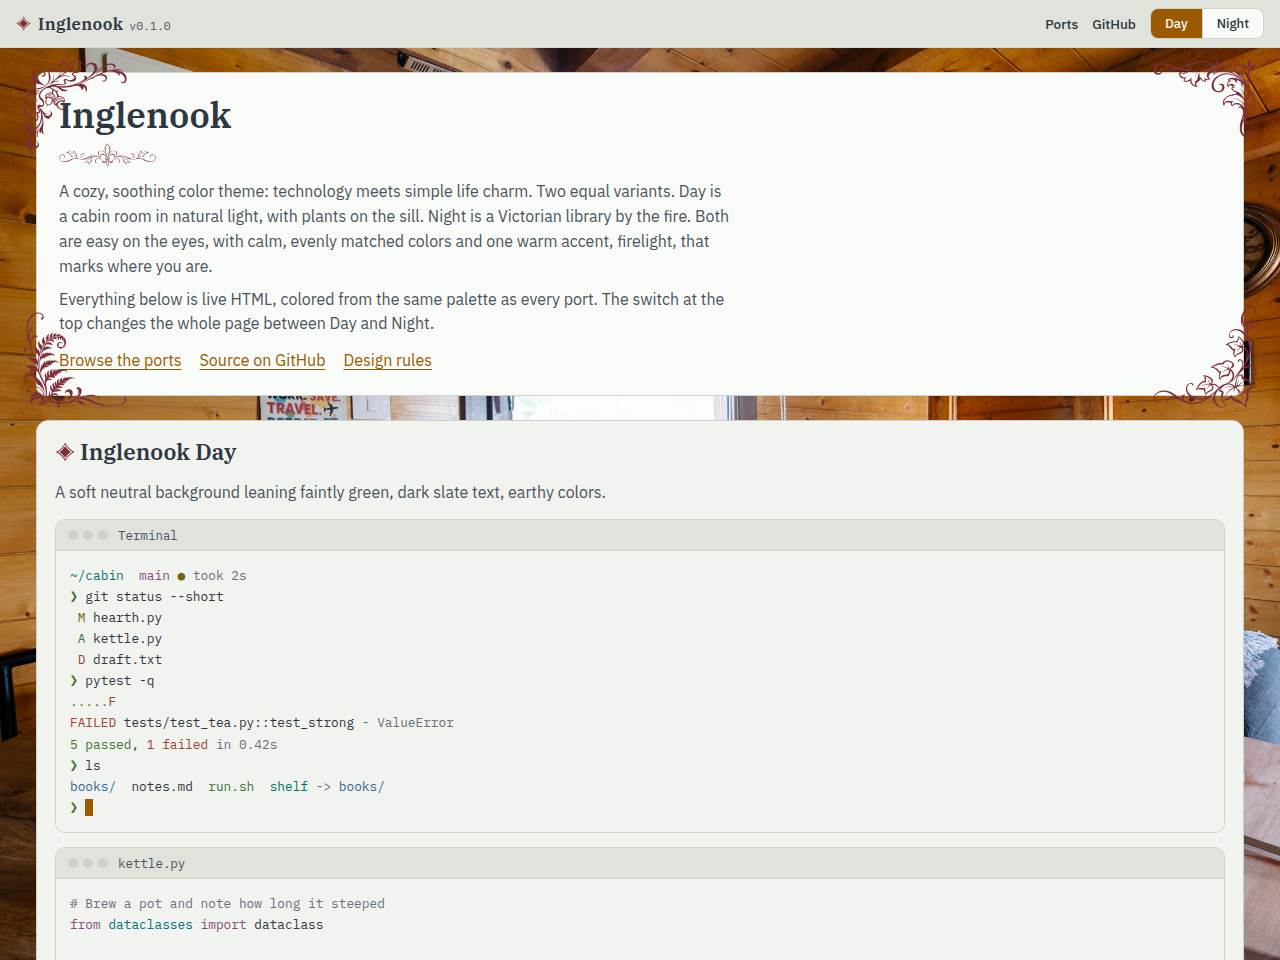 Inglenook v0.1.0
Ports GitHub Day Night
Inglenook
A cozy, soothing color theme: technology meets simple life charm. Two equal variants. Day is
a cabin room in natural light, with plants on the sill. Night is a Victorian library by the fire. Both
are easy on the eyes, with calm, evenly matched colors and one warm accent, firelight, that
marks where you are.
Everything below is live HTML, colored from the same palette as every port. The switch at the
top changes the whole page between Day and Night.
Browse the ports Source on GitHub Design rules
TRAVEL.
Inglenook Day
A soft neutral background leaning faintly green, dark slate text, earthy colors.
Terminal
~/cabin main ● took 2s
❯ git status --short
M hearth.py
A kettle.py
D draft.txt
❯ pytest -q
.....F
FAILED tests/test_tea.py::test_strong - ValueError
5 passed, 1 failed in 0.42s
❯ ls
books/ notes.md run.sh shelf -> books/
❯
kettle.py
# Brew a pot and note how long it steeped
from dataclasses import dataclass